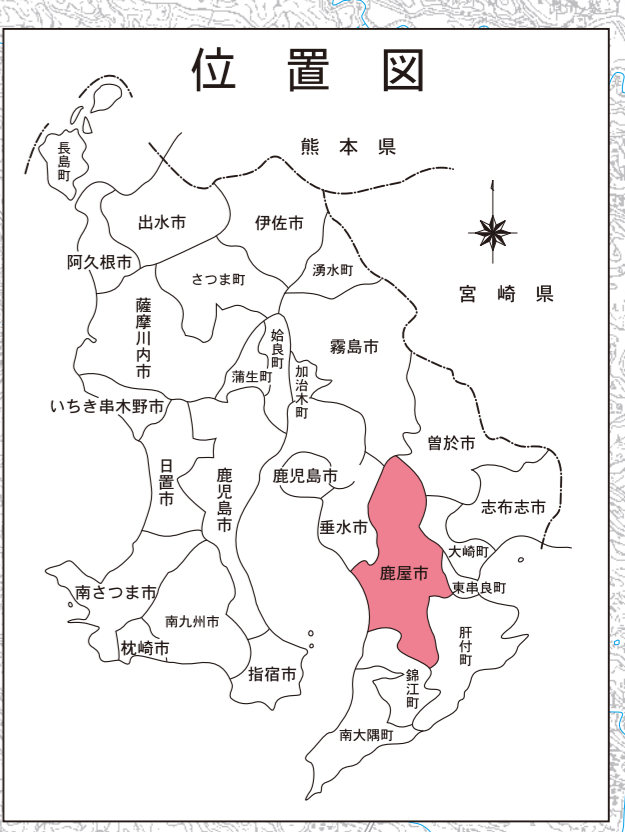 位置図
熊本県
長島町
出水市
伊佐市
阿久根市
さつま町
湧水町
宮崎県
薩摩川内市
姶良町
霧島市
蒲生町
加治木町
いちき串木野市
曽於市
日置市
鹿児島市
鹿児島市
志布志市
垂水市
大崎町
鹿屋市
東串良町
南さつま市
南九州市
肝付町
枕崎市
指宿市
錦江町
南大隅町